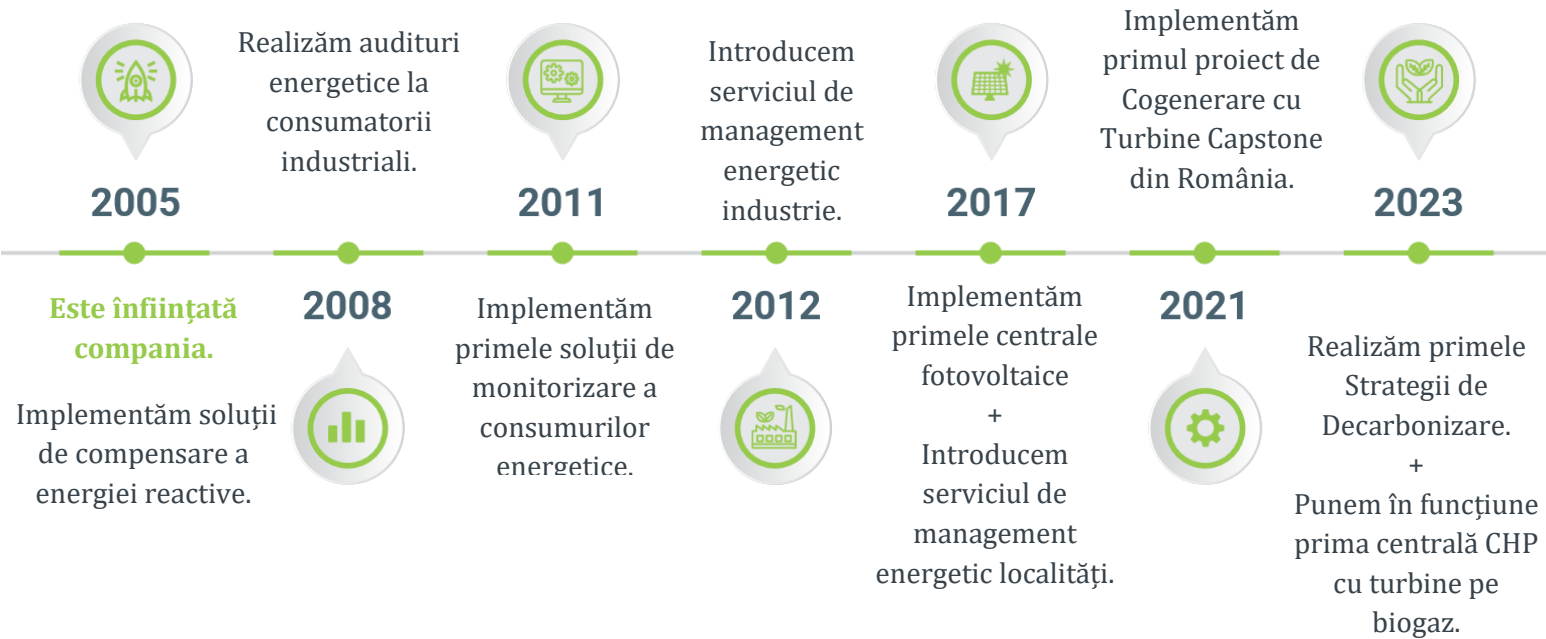 2005
Este înființată
compania.
Implementăm soluții
de compensare a
energiei reactive.
Realizăm audituri
energetice la
consumatorii
industriali.
2008
2011
Implementăm
primele soluții de
monitorizare a
consumurilor
energetice.
Introducem
serviciul de
management
energetic
industrie.
2012
2017
Implementăm
primele centrale
fotovoltaice
+
Introducem
serviciul de
management
energetic localități.
Implementăm
primul proiect de
Cogenerare cu
Turbine Capstone
din România.
2021
2023
Realizăm primele
Strategii de
Decarbonizare.
+
Punem în funcțiune
prima centrală CHP
cu turbine pe
biogaz.